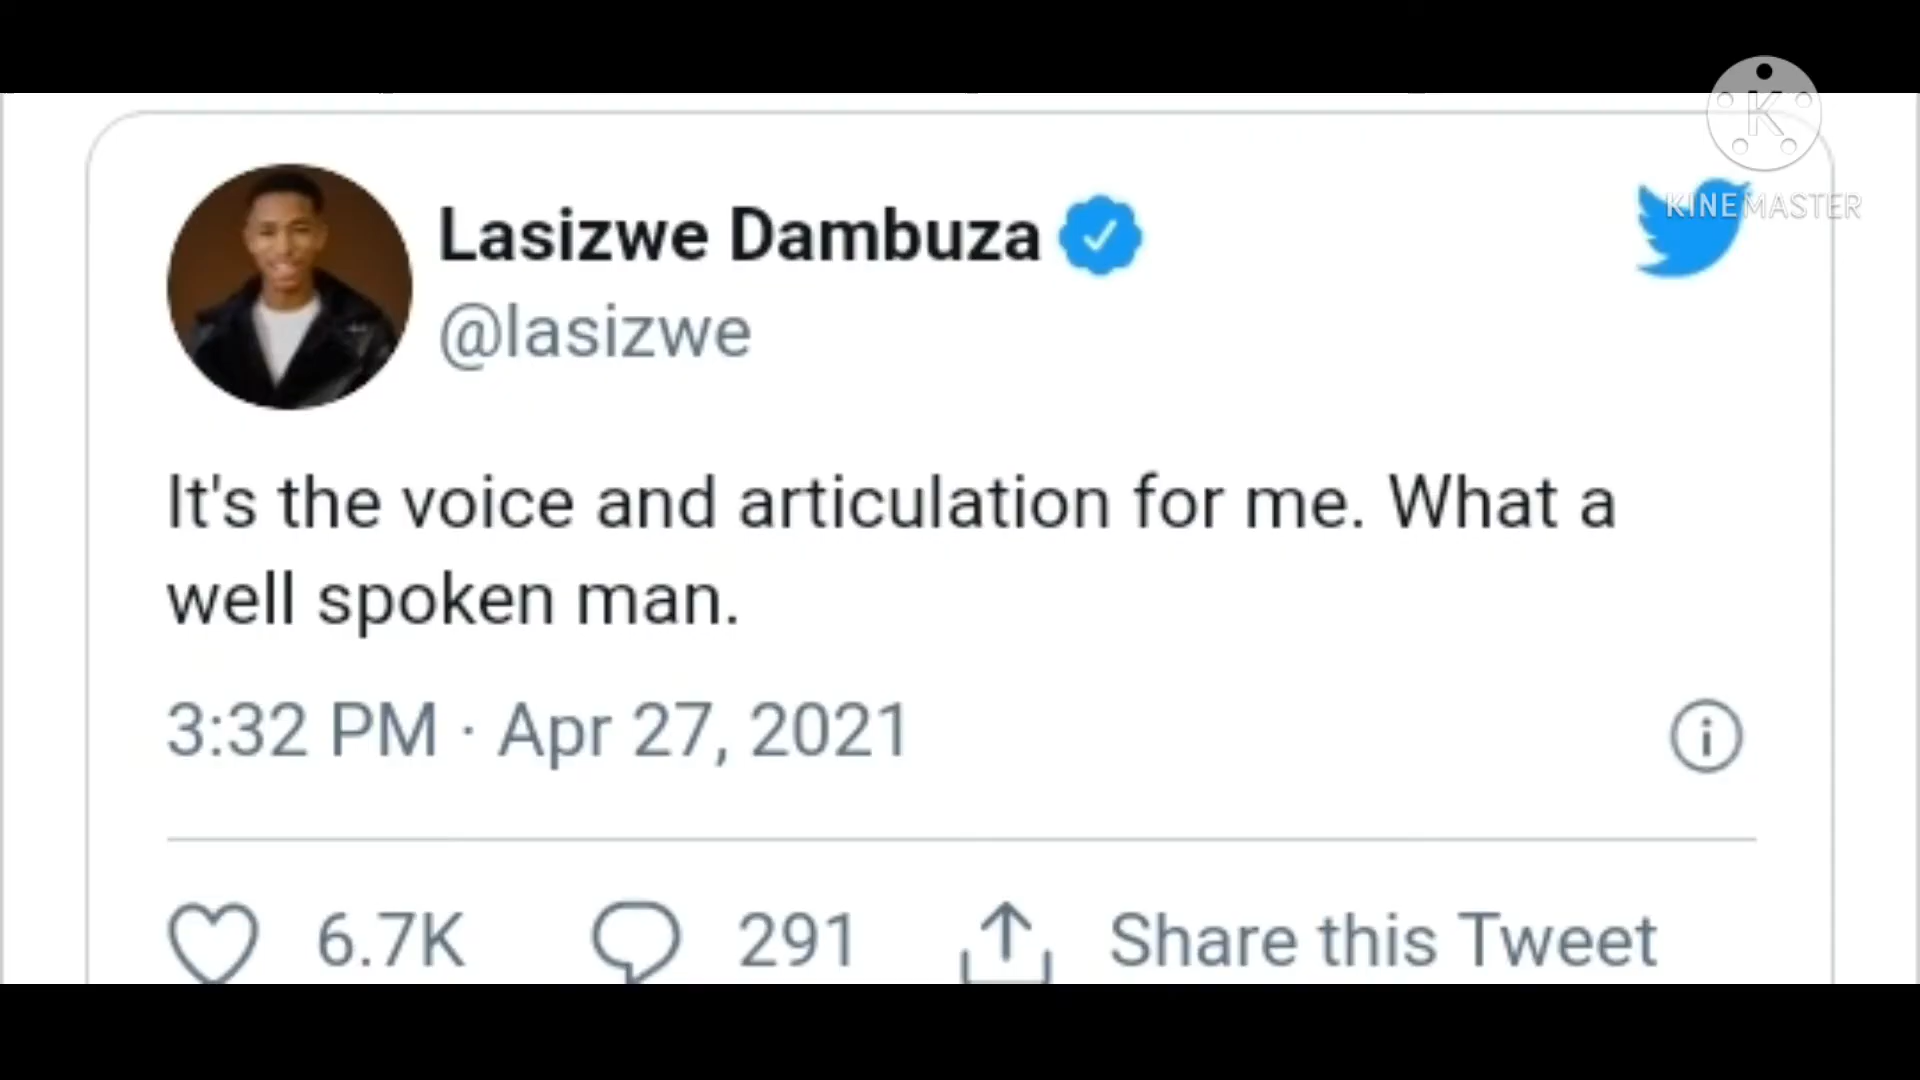 K
KINEMASTER
Lasizwe Dambuza
@lasizwe
It's the voice and articulation for me. What a
well spoken man.
3:32 PM · Apr 27, 2021
6.7K 291 Share this Tweet